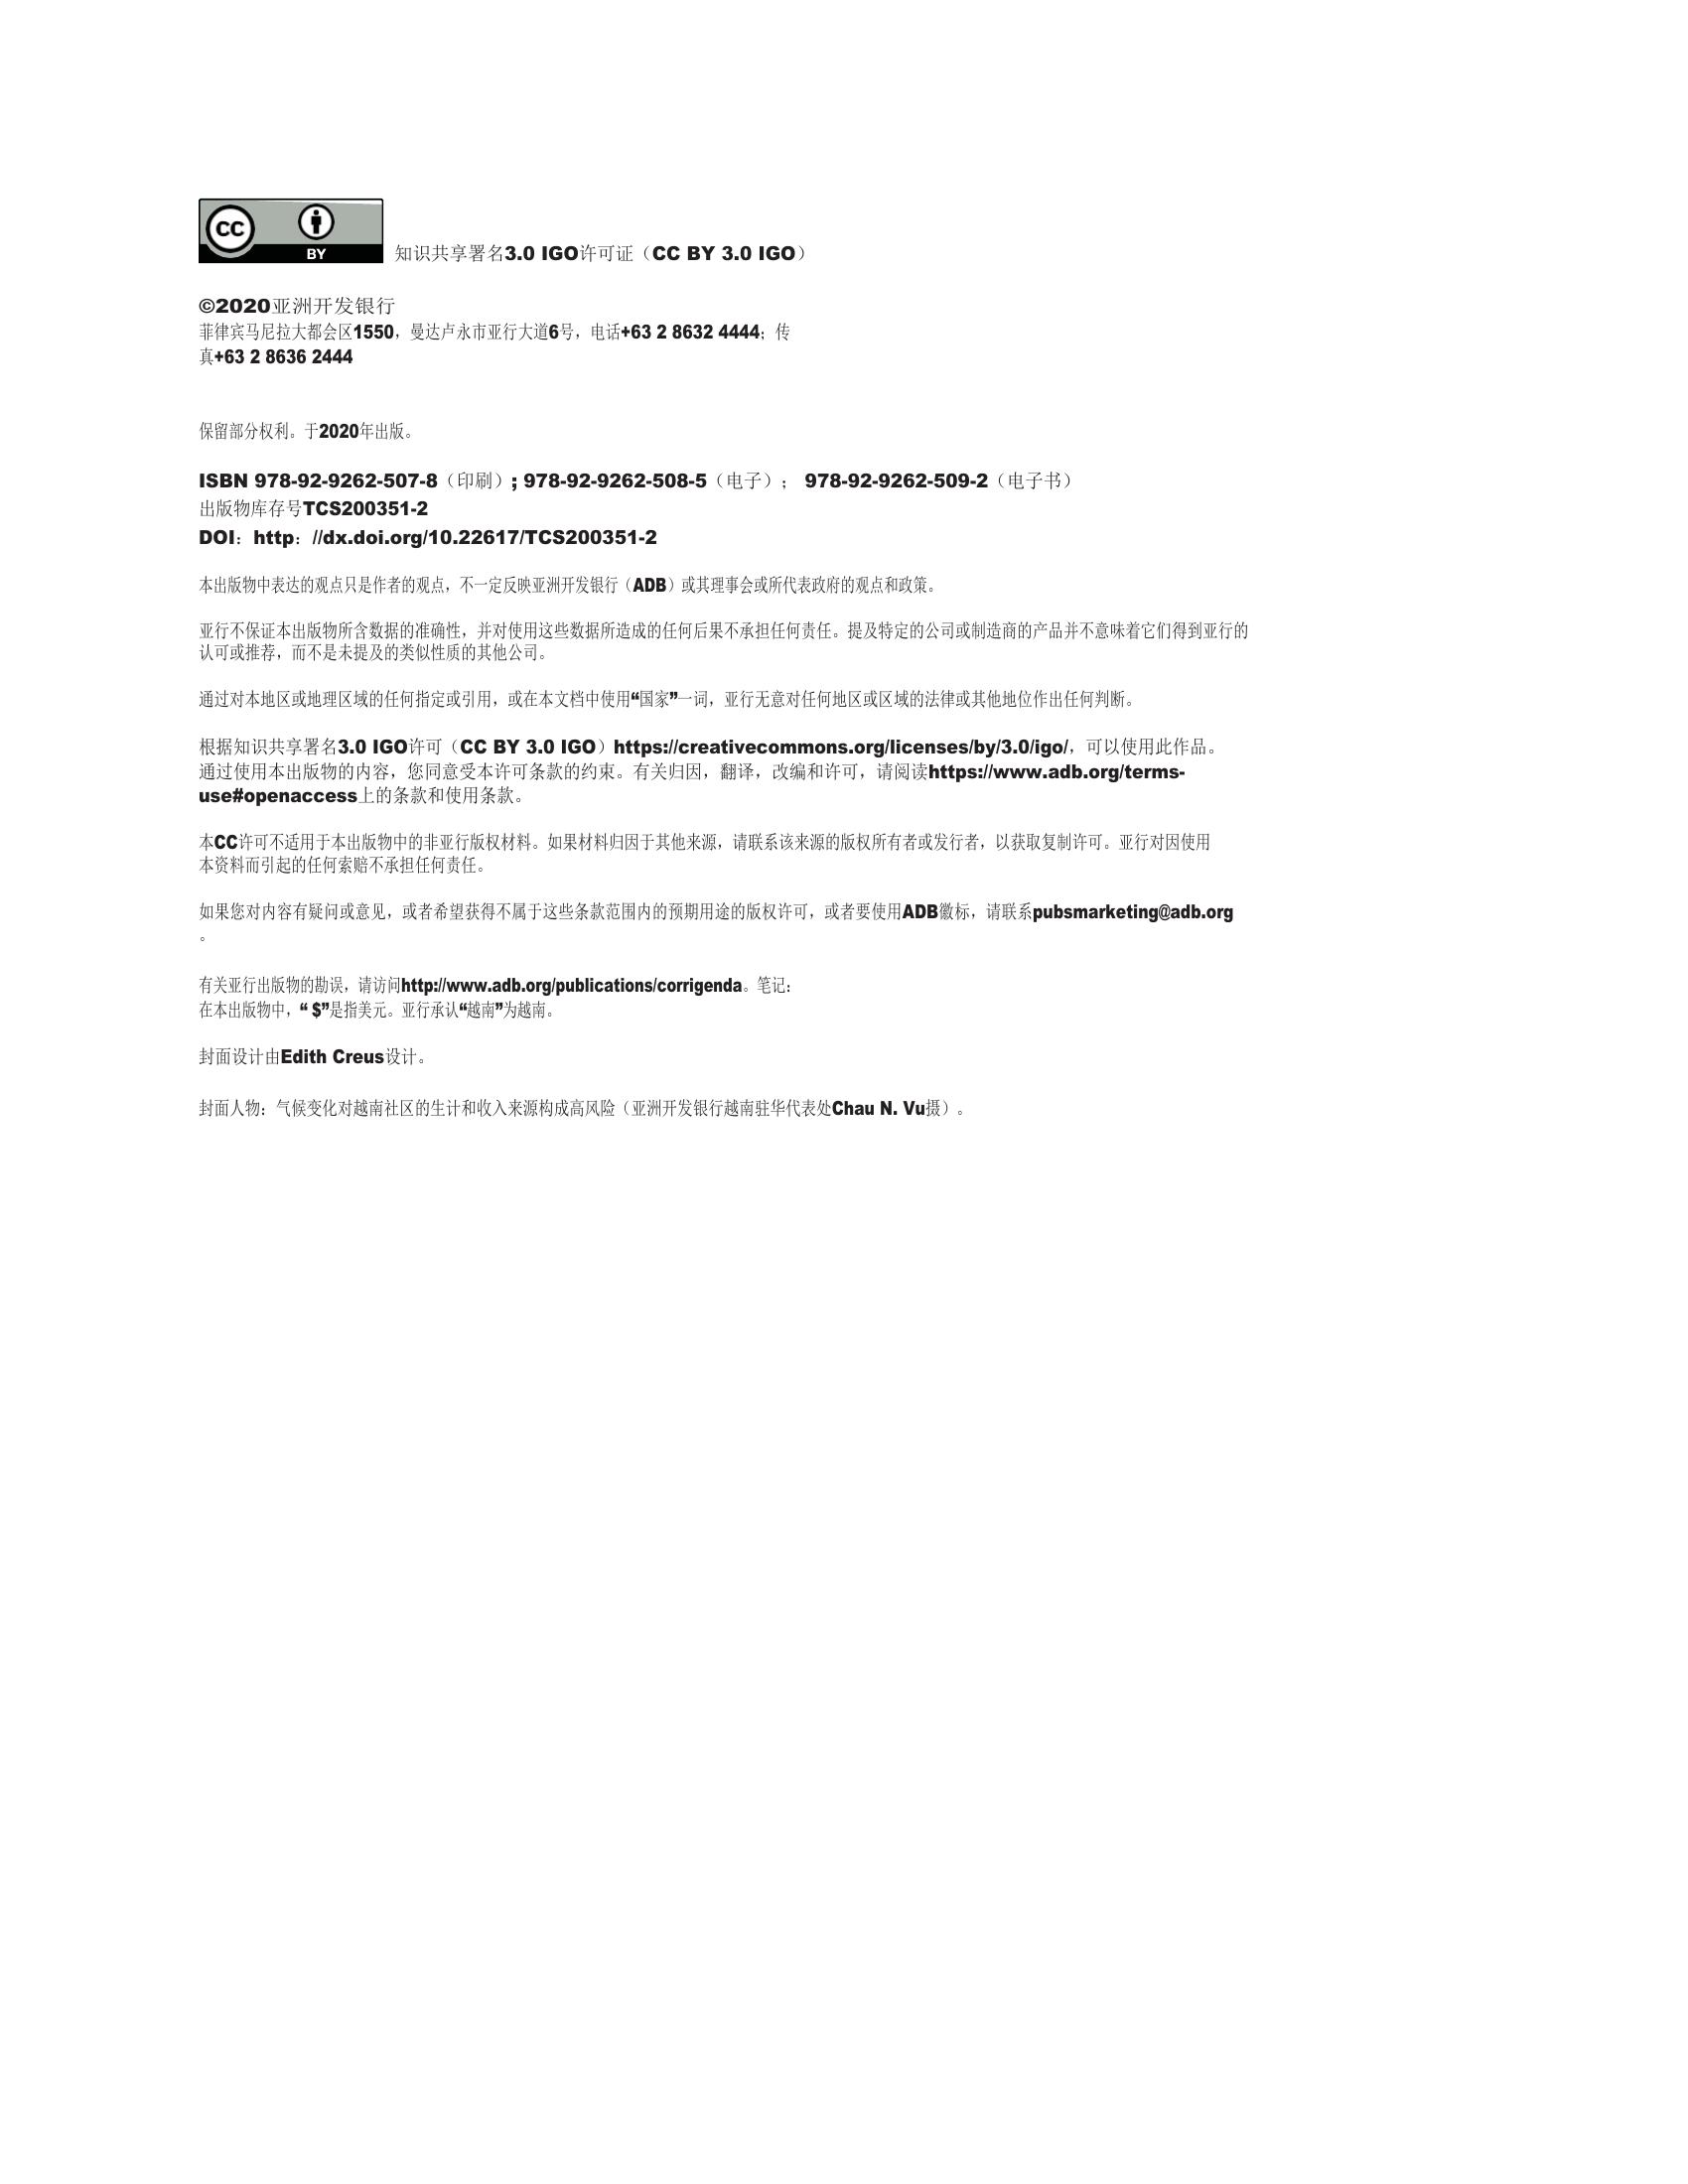 CC
BY
知识共享署名3.0 IGO许可证（CC BY 3.0 IGO）
©2020亚洲开发银行
菲律宾马尼拉大都会区1550，曼达卢永市亚行大道6号，电话+63 2 8632 4444；传
真+63 2 8636 2444
保留部分权利。于2020年出版。
ISBN 978-92-9262-507-8（印刷）; 978-92-9262-508-5（电子）； 978-92-9262-509-2（电子书）
出版物库存号TCS200351-2
DOI：http：//dx.doi.org/10.22617/TCS200351-2
本出版物中表达的观点只是作者的观点，不一定反映亚洲开发银行（ADB）或其理事会或所代表政府的观点和政策。
亚行不保证本出版物所含数据的准确性，并对使用这些数据所造成的任何后果不承担任何责任。提及特定的公司或制造商的产品并不意味着它们得到亚行的
认可或推荐，而不是未提及的类似性质的其他公司。
通过对本地区或地理区域的任何指定或引用，或在本文档中使用“国家”一词，亚行无意对任何地区或区域的法律或其他地位作出任何判断。
根据知识共享署名3.0 IGO许可（CC BY 3.0 IGO）https://creativecommons.org/licenses/by/3.0/igo/，可以使用此作品。
通过使用本出版物的内容，您同意受本许可条款的约束。有关归因，翻译，改编和许可，请阅读https://www.adb.org/terms-
use#openaccess上的条款和使用条款。
本CC许可不适用于本出版物中的非亚行版权材料。如果材料归因于其他来源，请联系该来源的版权所有者或发行者，以获取复制许可。亚行对因使用
本资料而引起的任何索赔不承担任何责任。
如果您对内容有疑问或意见，或者希望获得不属于这些条款范围内的预期用途的版权许可，或者要使用ADB徽标，请联系pubsmarketing@adb.org
。
有关亚行出版物的勘误，请访问http://www.adb.org/publications/corrigenda。笔记：
在本出版物中，“ $”是指美元。亚行承认“越南”为越南。
封面设计由Edith Creus设计。
封面人物：气候变化对越南社区的生计和收入来源构成高风险（亚洲开发银行越南驻华代表处Chau N. Vu摄）。